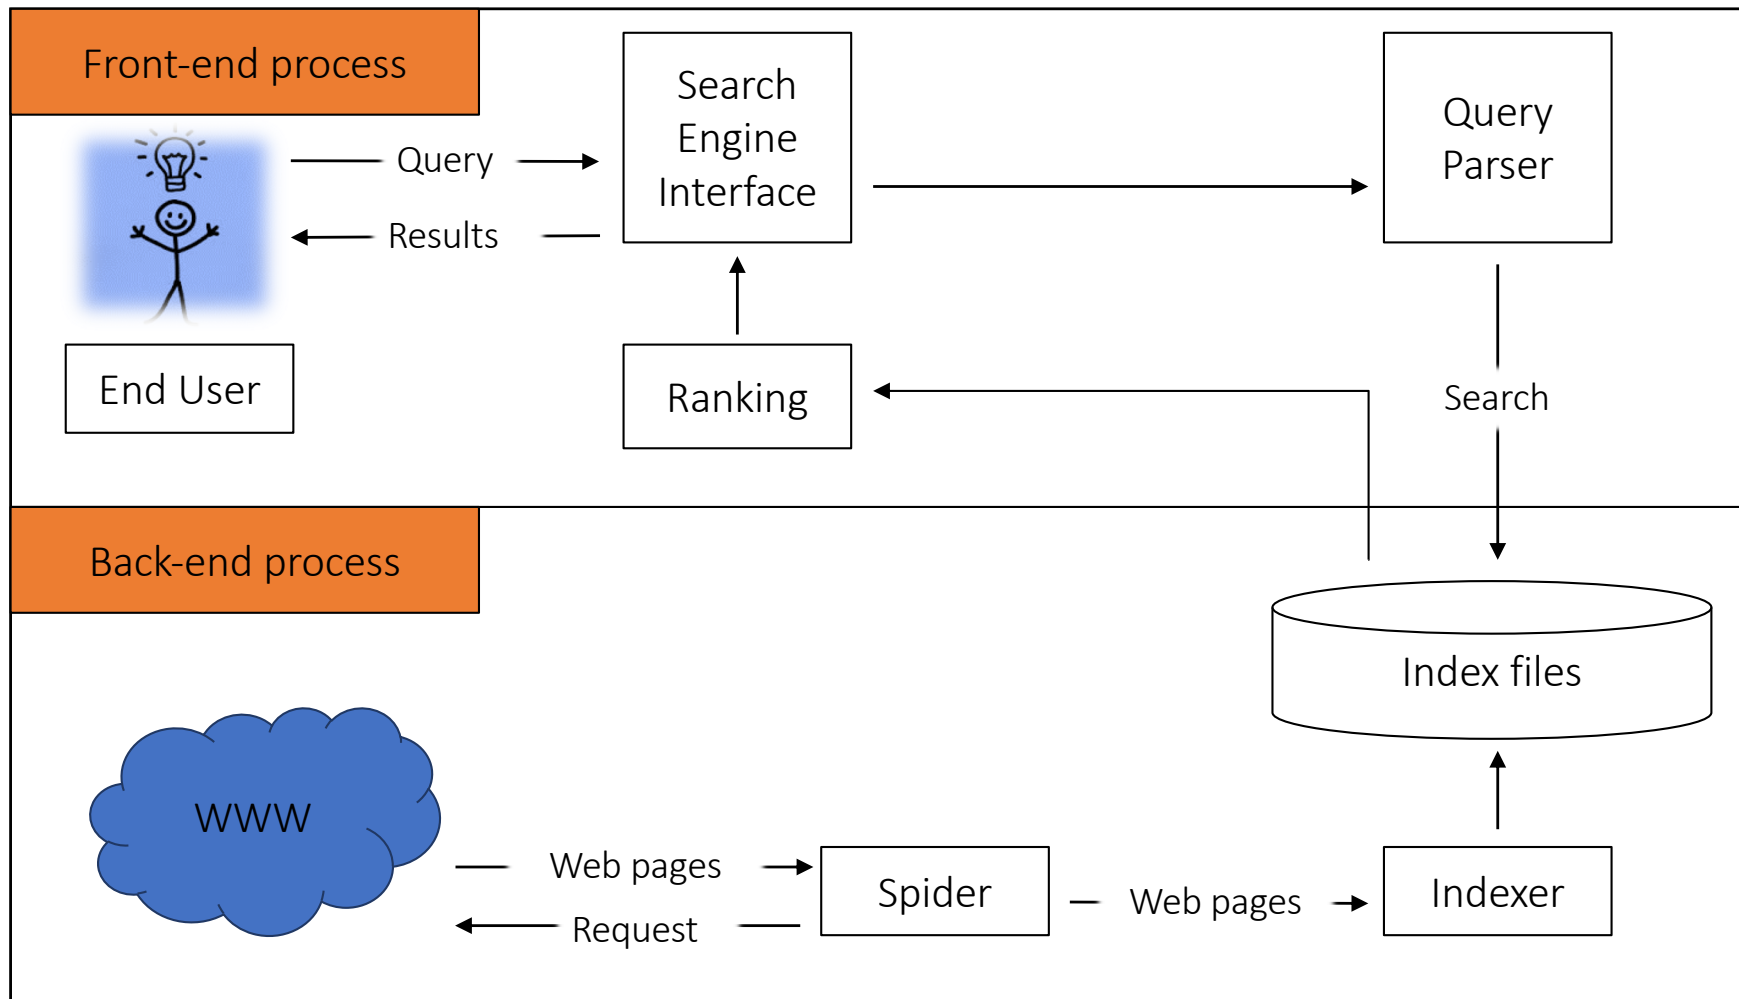 Front-end process
Search
Engine
Interface
Query
Parser
Query
Results
End User
Ranking
Search
Back-end process
Index files
WWW
Web pages
Request
Spider
Web pages
Indexer